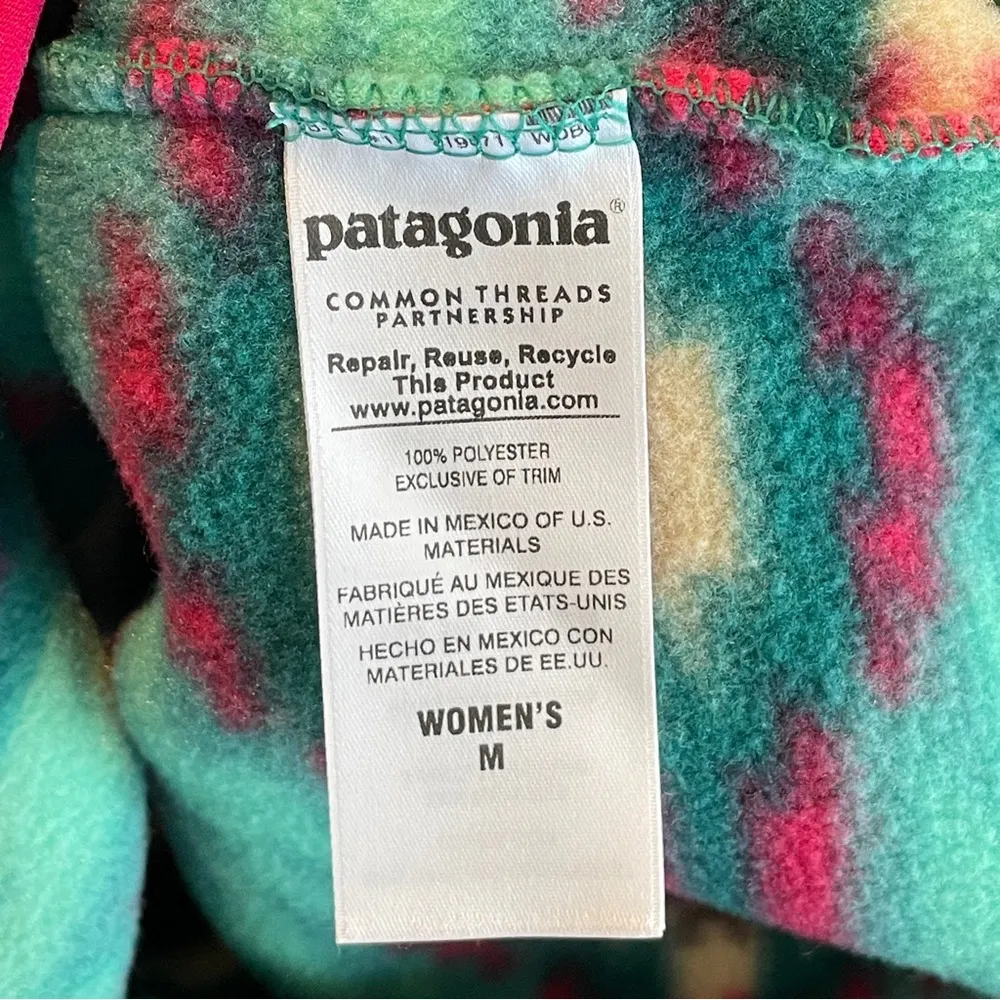 patagonia®
COMMON THREADS
PARTNERSHIP
Repair, Reuse, Recycle
This Product
www.patagonia.com
100% POLYESTER
EXCLUSIVE OF TRIM
MADE IN MEXICO OF U.S.
MATERIALS
FABRIQUÉ AU MEXIQUE DES
MATIÈRES DES ETATS-UNIS
HECHO EN MEXICO CON
MATERIALES DE EE.UU.
WOMEN'S
M